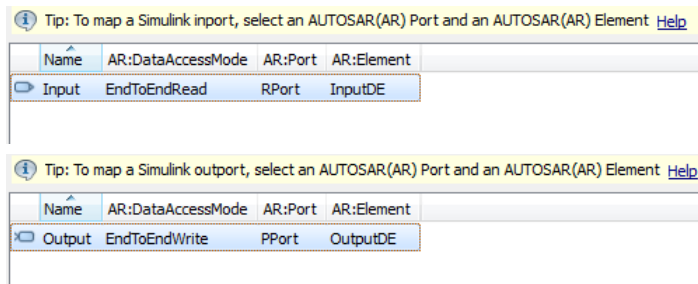 Tip: To map a Simulink inport, select an AUTOSAR(AR) Port and an AUTOSAR(AR) Element Help
Name AR:DataAccessMode AR:Port AR:Element
Input EndToEndRead RPort InputDE
Tip: To map a Simulink outport, select an AUTOSAR(AR) Port and an AUTOSAR(AR) Element Help
Name AR:DataAccessMode AR:Port AR:Element
Output EndToEndWrite PPort OutputDE